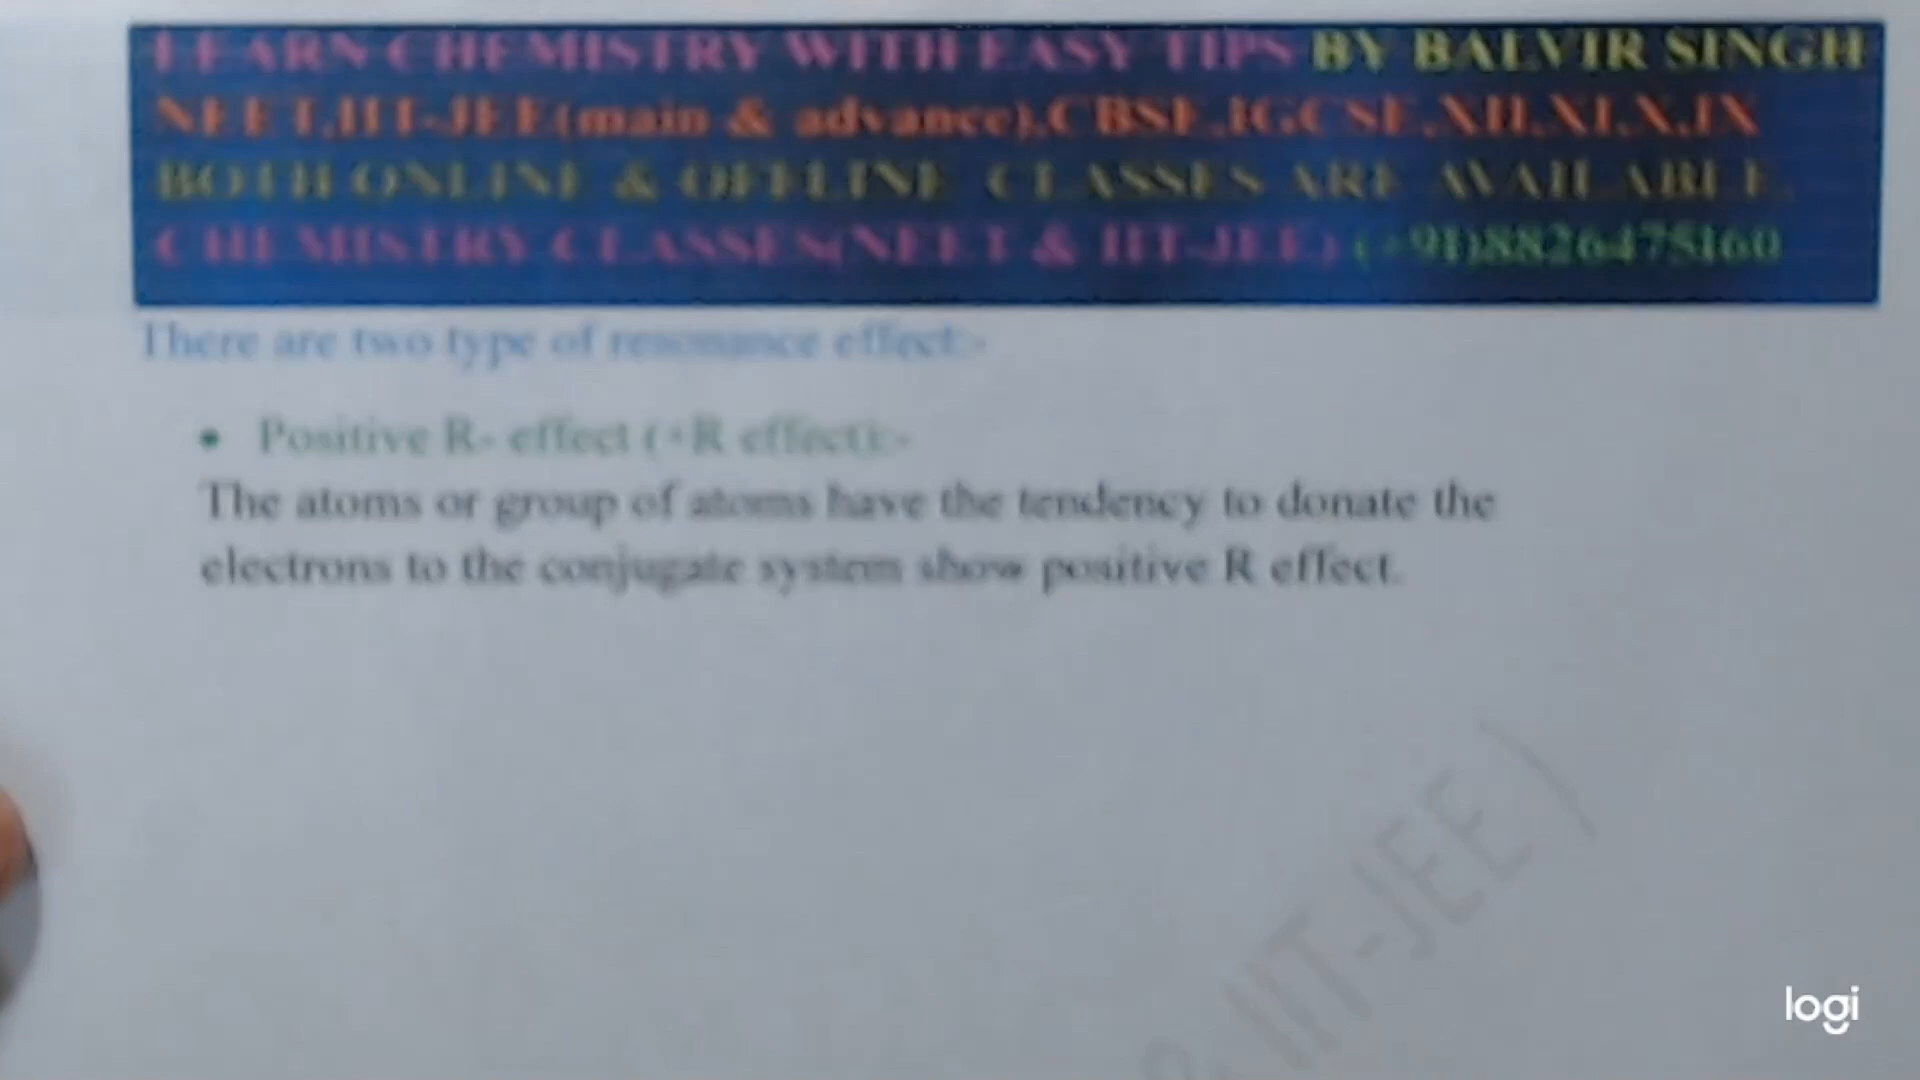 LEARN CHEMISTRY WITH EASY TIPS BY BALVIR SINGH
NEET,IIT-JEE(main & advance),CBSE,IGCSE,XII,XI,X,IX
BOTH ONLINE & OFFLINE CLASSES ARE AVAILABLE.
CHEMISTRY CLASSES(NEET & IIT-JEE) (+91)8826475160
There are two type of resonance effect:-
• Positive R- effect (+R effect):-
The atoms or group of atoms have the tendency to donate the
electrons to the conjugate system show positive R effect.
& IIT-JEE )
logi